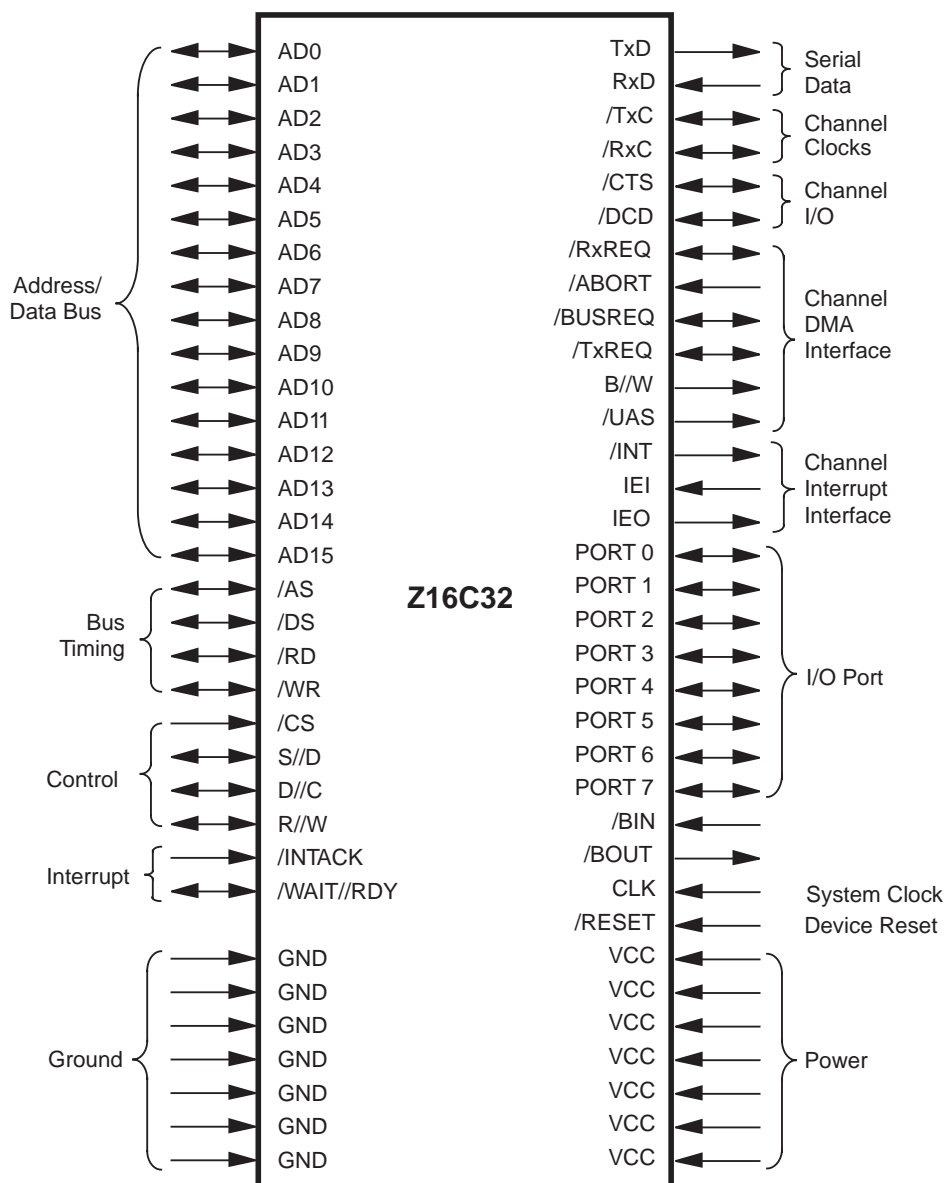 Address/
Data Bus
Bus
Timing
Control
Interrupt
Ground
AD0
AD1
AD2
AD3
AD4
AD5
AD6
AD7
AD8
AD9
AD10
AD11
AD12
AD13
AD14
AD15
/AS
/DS
/RD
/WR
/CS
S//D
D//C
R//W
/INTACK
/WAIT//RDY
GND
GND
GND
GND
GND
GND
GND
Z16C32
TxD
RxD
/TxC
/RxC
/CTS
/DCD
/RxREQ
/ABORT
/BUSREQ
/TxREQ
B//W
/UAS
/INT
IEI
IEO
PORT 0
PORT 1
PORT 2
PORT 3
PORT 4
PORT 5
PORT 6
PORT 7
/BIN
/BOUT
CLK
/RESET
VCC
VCC
VCC
VCC
VCC
VCC
VCC
Serial
Data
Channel
Clocks
Channel
I/O
Channel
DMA
Interface
Channel
Interrupt
Interface
I/O Port
System Clock
Device Reset
Power